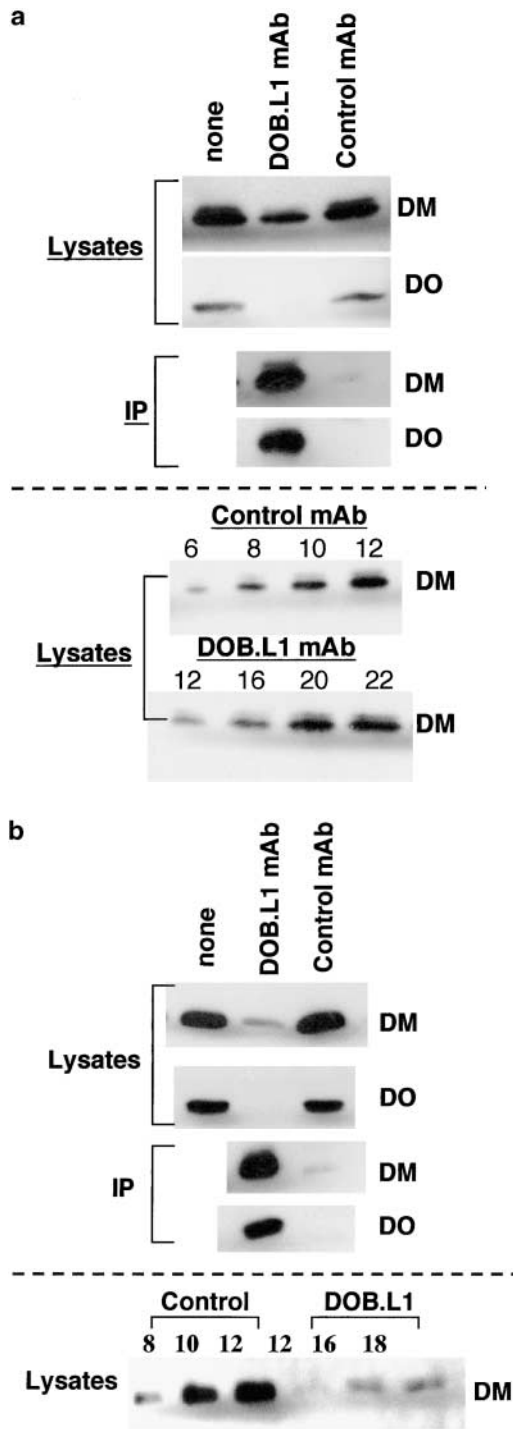 a
none
DOB.L1 mAb
Control mAb
Lysates
DM
DO
IP
DM
DO
Control mAb
6 8 10 12
DM
Lysates
DOB.L1 mAb
12 16 20 22
DM
b
none
DOB.L1 mAb
Control mAb
Lysates
DM
DO
IP
DM
DO
Control DOB.L1
8 10 12 12 16 18
Lysates DM